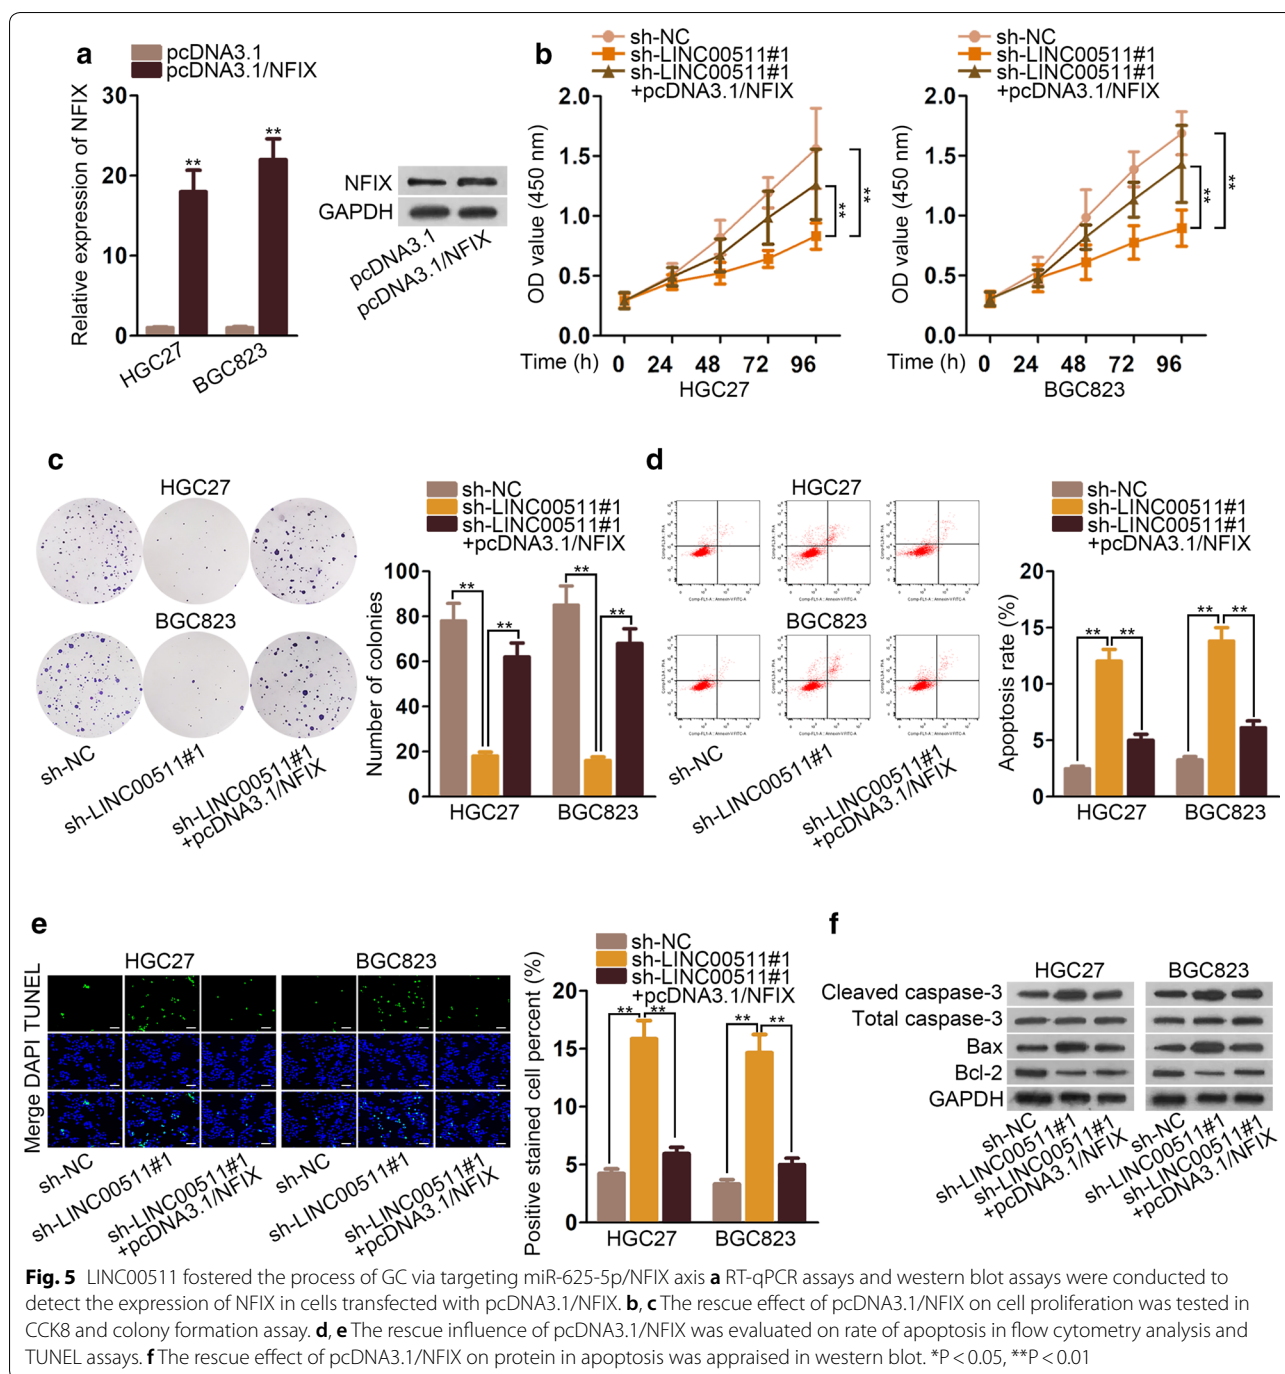 a
pcDNA3.1
pcDNA3.1/NFIX
Relative expression of NFIX
30
20
10
0
**
**
HGC27
BGC823
NFIX
GAPDH
pcDNA3.1
pcDNA3.1/NFIX
b
sh-NC
sh-LINC00511#1
sh-LINC00511#1
+pcDNA3.1/NFIX
OD value (450 nm)
2.0
1.5
1.0
0.5
0.0
**
**
Time (h) 0 24 48 72 96
HGC27
sh-NC
sh-LINC00511#1
sh-LINC00511#1
+pcDNA3.1/NFIX
OD value (450 nm)
2.0
1.5
1.0
0.5
0.0
**
**
Time (h) 0 24 48 72 96
BGC823
c
HGC27
BGC823
sh-NC
sh-LINC00511#1
sh-LINC00511#1
+pcDNA3.1/NFIX
sh-NC
sh-LINC00511#1
sh-LINC00511#1
+pcDNA3.1/NFIX
Number of colonies
100
80
60
40
20
0
**
**
**
**
HGC27 BGC823
d
HGC27
BGC823
sh-NC
sh-LINC00511#1
sh-LINC00511#1
+pcDNA3.1/NFIX
sh-NC
sh-LINC00511#1
sh-LINC00511#1
+pcDNA3.1/NFIX
Apoptosis rate (%)
20
15
10
5
0
** **
** **
HGC27 BGC823
e
HGC27 BGC823
TUNEL
DAPI
Merge
sh-NC
sh-LINC00511#1
sh-LINC00511#1
+pcDNA3.1/NFIX
sh-NC
sh-LINC00511#1
sh-LINC00511#1
+pcDNA3.1/NFIX
sh-NC
sh-LINC00511#1
sh-LINC00511#1
+pcDNA3.1/NFIX
Positive stained cell percent (%)
20
15
10
5
0
** **
** **
HGC27 BGC823
f
HGC27 BGC823
Cleaved caspase-3
Total caspase-3
Bax
Bcl-2
GAPDH
sh-NC
sh-LINC00511#1
sh-LINC00511#1
+pcDNA3.1/NFIX
sh-NC
sh-LINC00511#1
sh-LINC00511#1
+pcDNA3.1/NFIX
Fig. 5 LINC00511 fostered the process of GC via targeting miR-625-5p/NFIX axis a RT-qPCR assays and western blot assays were conducted to
detect the expression of NFIX in cells transfected with pcDNA3.1/NFIX. b, c The rescue effect of pcDNA3.1/NFIX on cell proliferation was tested in
CCK8 and colony formation assay. d, e The rescue influence of pcDNA3.1/NFIX was evaluated on rate of apoptosis in flow cytometry analysis and
TUNEL assays. f The rescue effect of pcDNA3.1/NFIX on protein in apoptosis was appraised in western blot. *P < 0.05, **P < 0.01